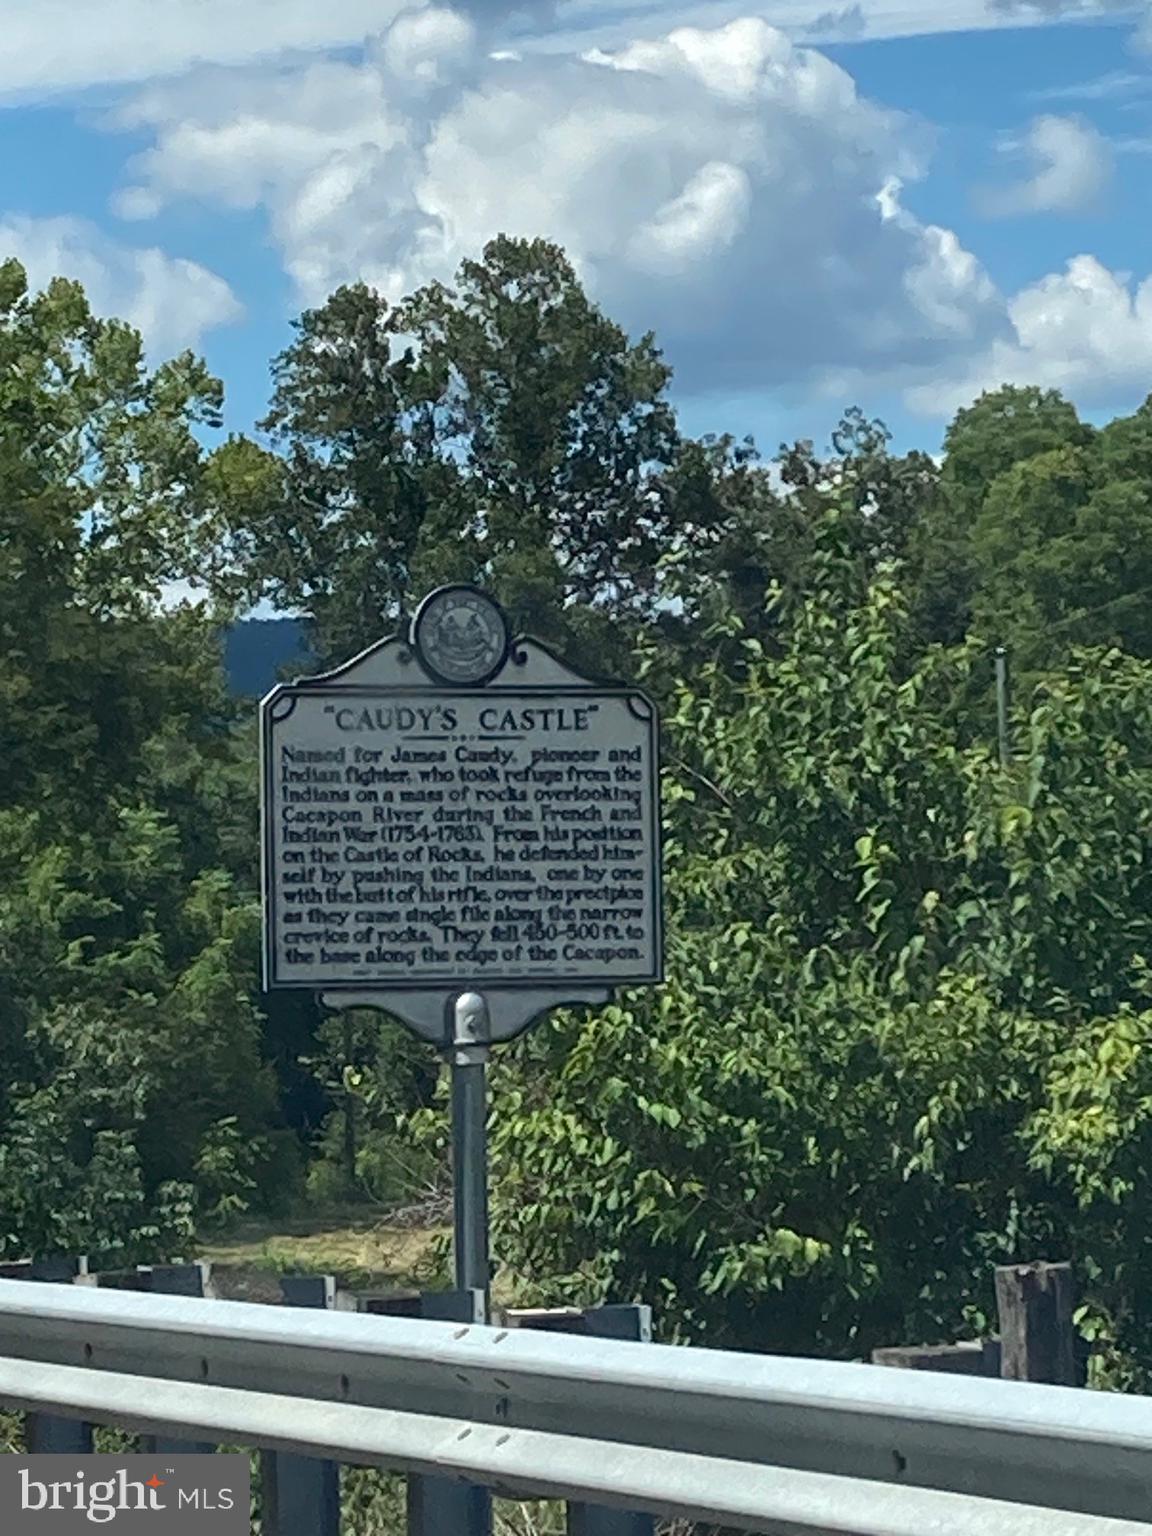 "CAUDY'S CASTLE"
Named for James Caudy, pioneer and
Indian fighter, who took refuge from the
Indians on a mass of rocks overlooking
Cacapon River during the French and
Indian War (1754-1763). From his position
on the Castle of Rocks, he defended him-
self by pushing the Indians, one by one
with the butt of his rifle, over the precipice
as they came single file along the narrow
crevice of rocks. They fell 450-500 ft. to
the base along the edge of the Cacapon.
bright™ MLS